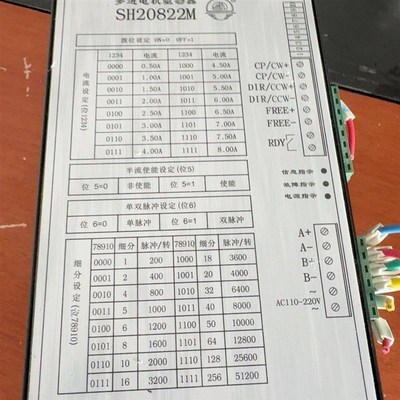 步进电机驱动器
SH20822M
拨位设定 ON=0 OFF=1
电流设定(位1234)
1234 电流 1234 电流
0000 0.50A 1000 4.50A
0001 1.00A 1001 5.00A
0010 1.50A 1010 5.50A
0011 2.00A 1011 6.00A
0100 2.50A 1100 6.50A
0101 3.00A 1101 7.00A
0110 3.50A 1110 7.50A
0111 4.00A 1111 8.00A
半流使能设定(位5)
位 5=0 非使能 位 5=1 使能
单双脉冲设定(位6)
位 6=0 单脉冲 位 6=1 双脉冲
细分设定(位78910)
78910 细分 脉冲/转 78910 细分 脉冲/转
0000 1 200 1000 18 3600
0001 2 400 1001 20 4000
0010 4 800 1010 32 6400
0011 5 1000 1011 40 8000
0100 6 1200 1100 50 10000
0101 8 1600 1101 64 12800
0110 10 2000 1110 128 25600
0111 16 3200 1111 256 51200
CP/CW+
CP/CW-
DIR/CCW+
DIR/CCW-
FREE+
FREE-
RDY
信息指示
故障指示
电源指示
A+
A-
B+
B-
AC110-220V